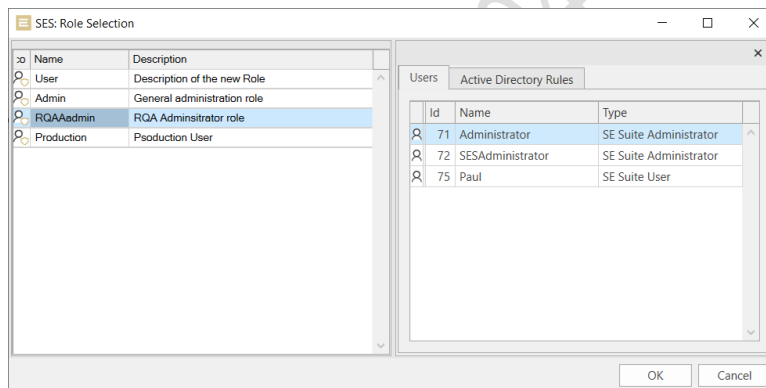 SES: Role Selection
Name Description
User Description of the new Role
Admin General administration role
RQAAadmin RQA Adminsitrator role
Production Psoduction User
Users Active Directory Rules
Id Name Type
71 Administrator SE Suite Administrator
72 SESAdministrator SE Suite Administrator
75 Paul SE Suite User
OK Cancel